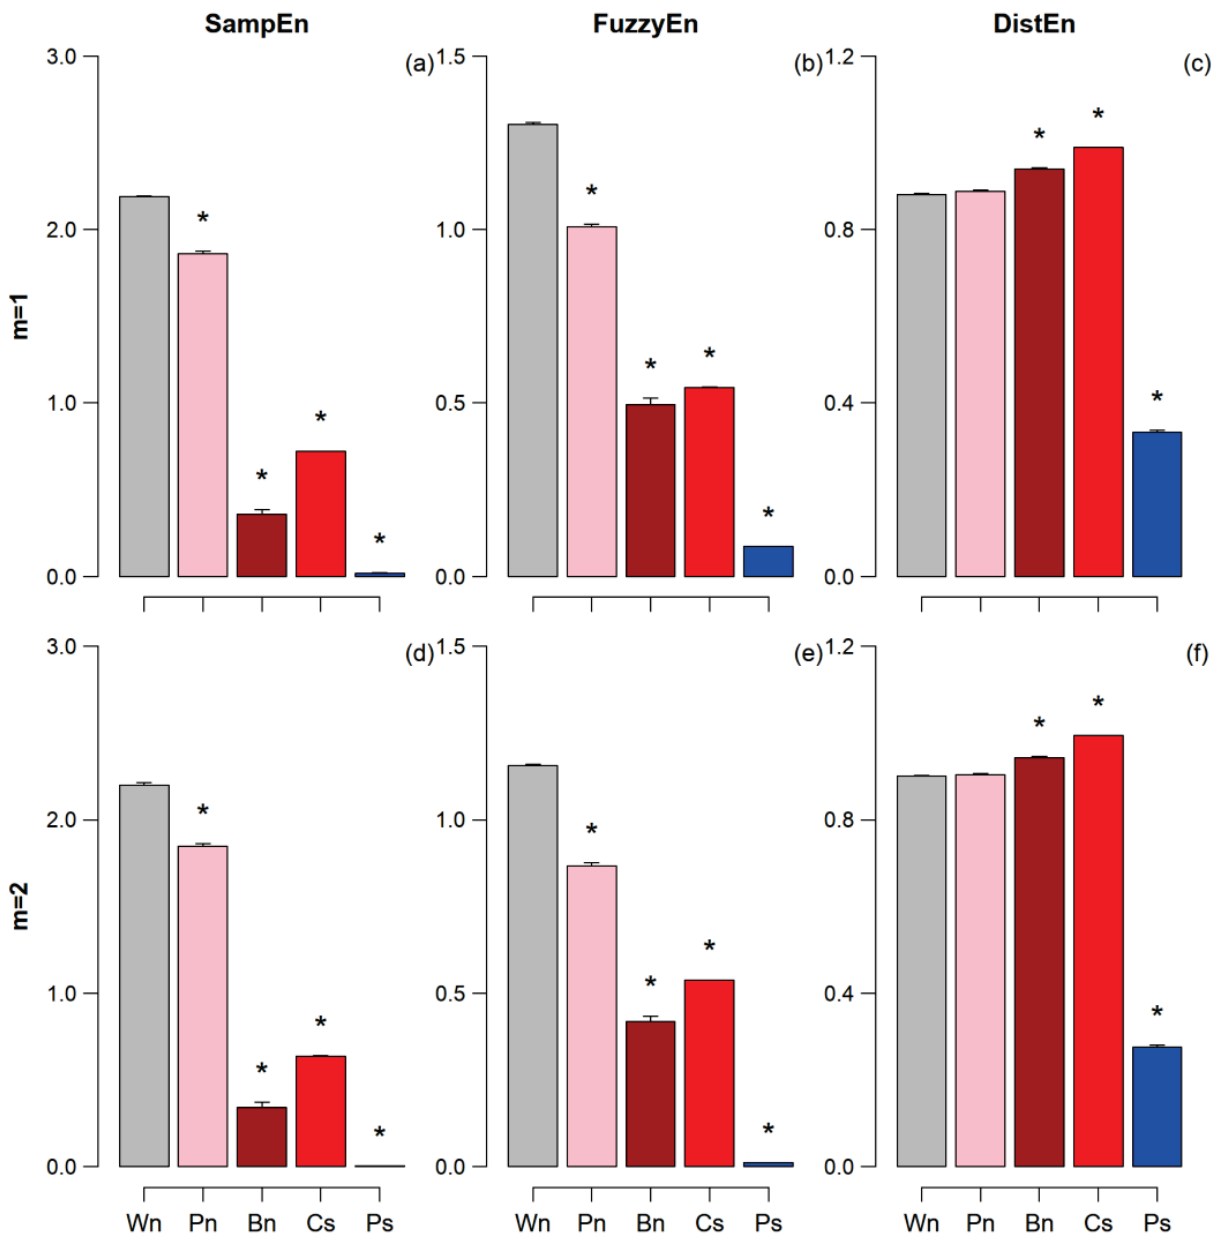 SampEn FuzzyEn DistEn
3.0 (a) 1.5 (b) 1.2 (c)
* * * * * * * * * * *
2.0 1.0 0.8
m=1
1.0 0.5 0.4
0.0 0.0 0.0
3.0 (d) 1.5 (e) 1.2 (f)
* * * * * * * * * * *
2.0 1.0 0.8
m=2
1.0 0.5 0.4
0.0 0.0 0.0
Wn Pn Bn Cs Ps Wn Pn Bn Cs Ps Wn Pn Bn Cs Ps